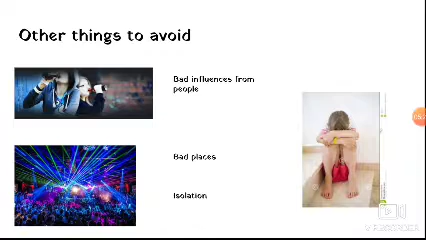 Other things to avoid
Bad influences from
people
Bad places
Isolation